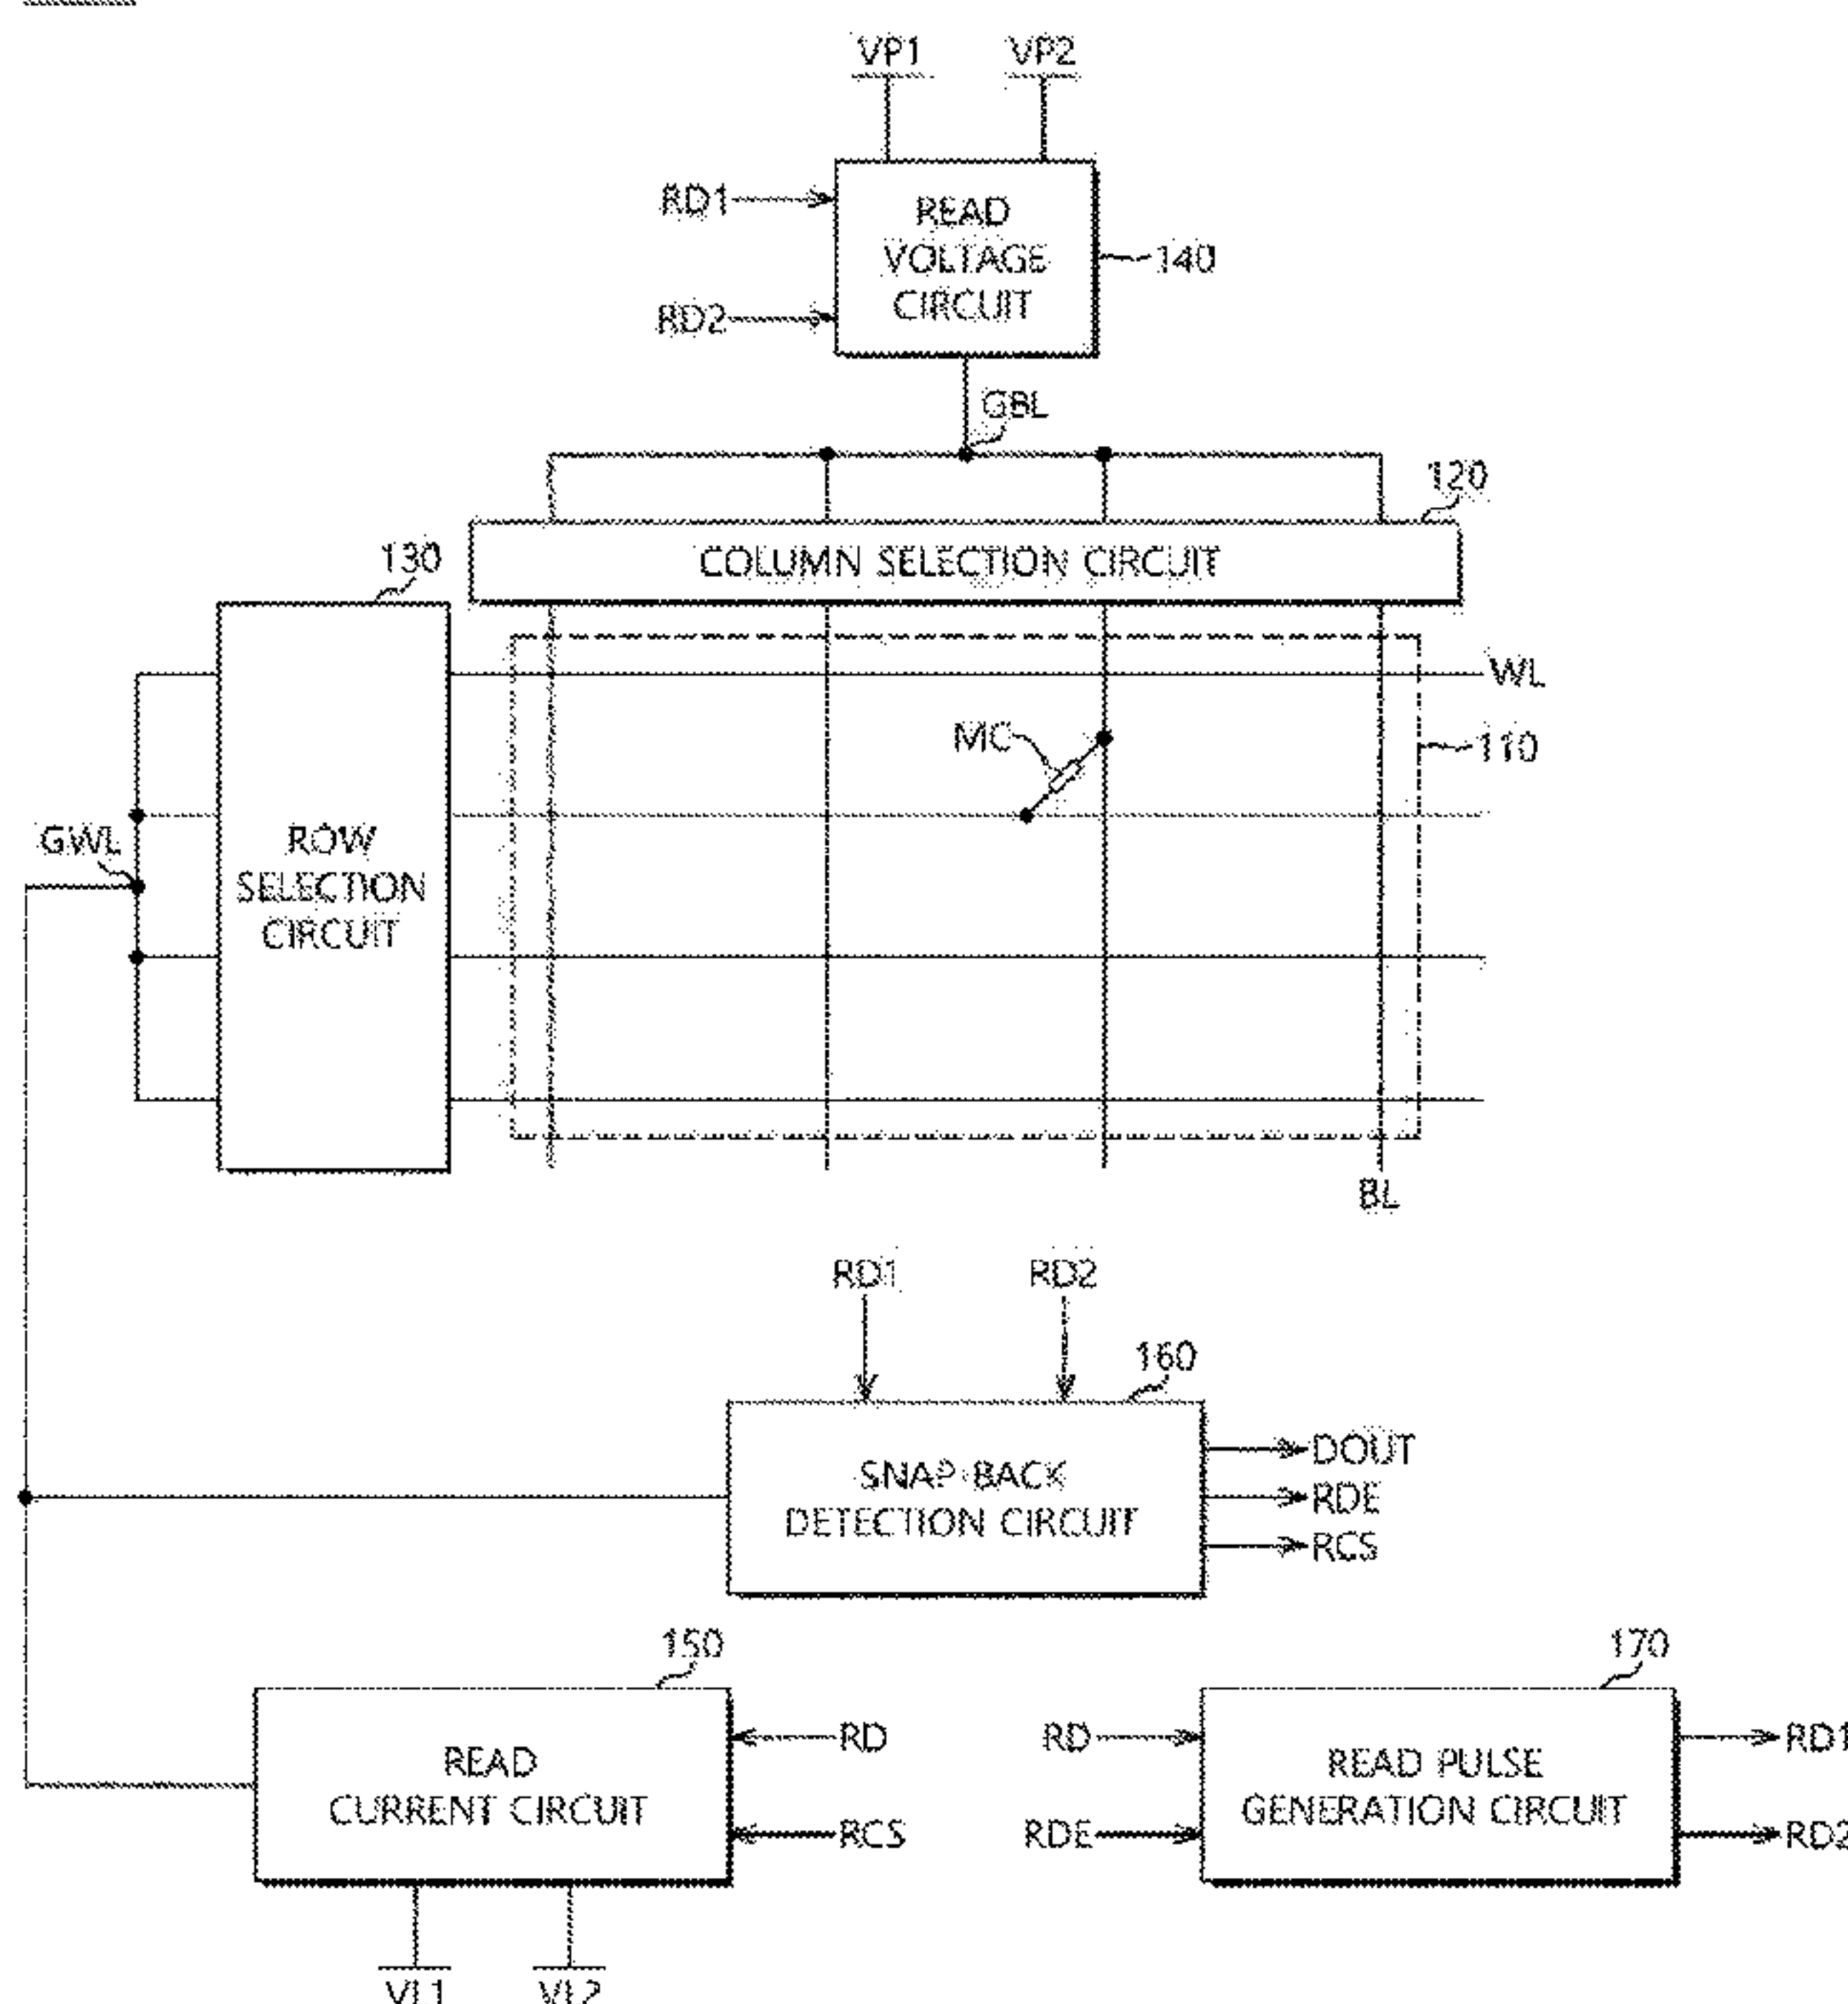 VP1 VP2
RD1
READ
VOLTAGE
CIRCUIT
140
RD2
GBL
120
COLUMN SELECTION CIRCUIT
130
WL
MC
110
GWL
ROW
SELECTION
CIRCUIT
BL
RD1 RD2
160
SNAP-BACK
DETECTION CIRCUIT
DOUT
RDE
RCS
150
READ
CURRENT CIRCUIT
RD
RCS
170
RD
RDE
READ PULSE
GENERATION CIRCUIT
RD1
RD2
VL1 VL2